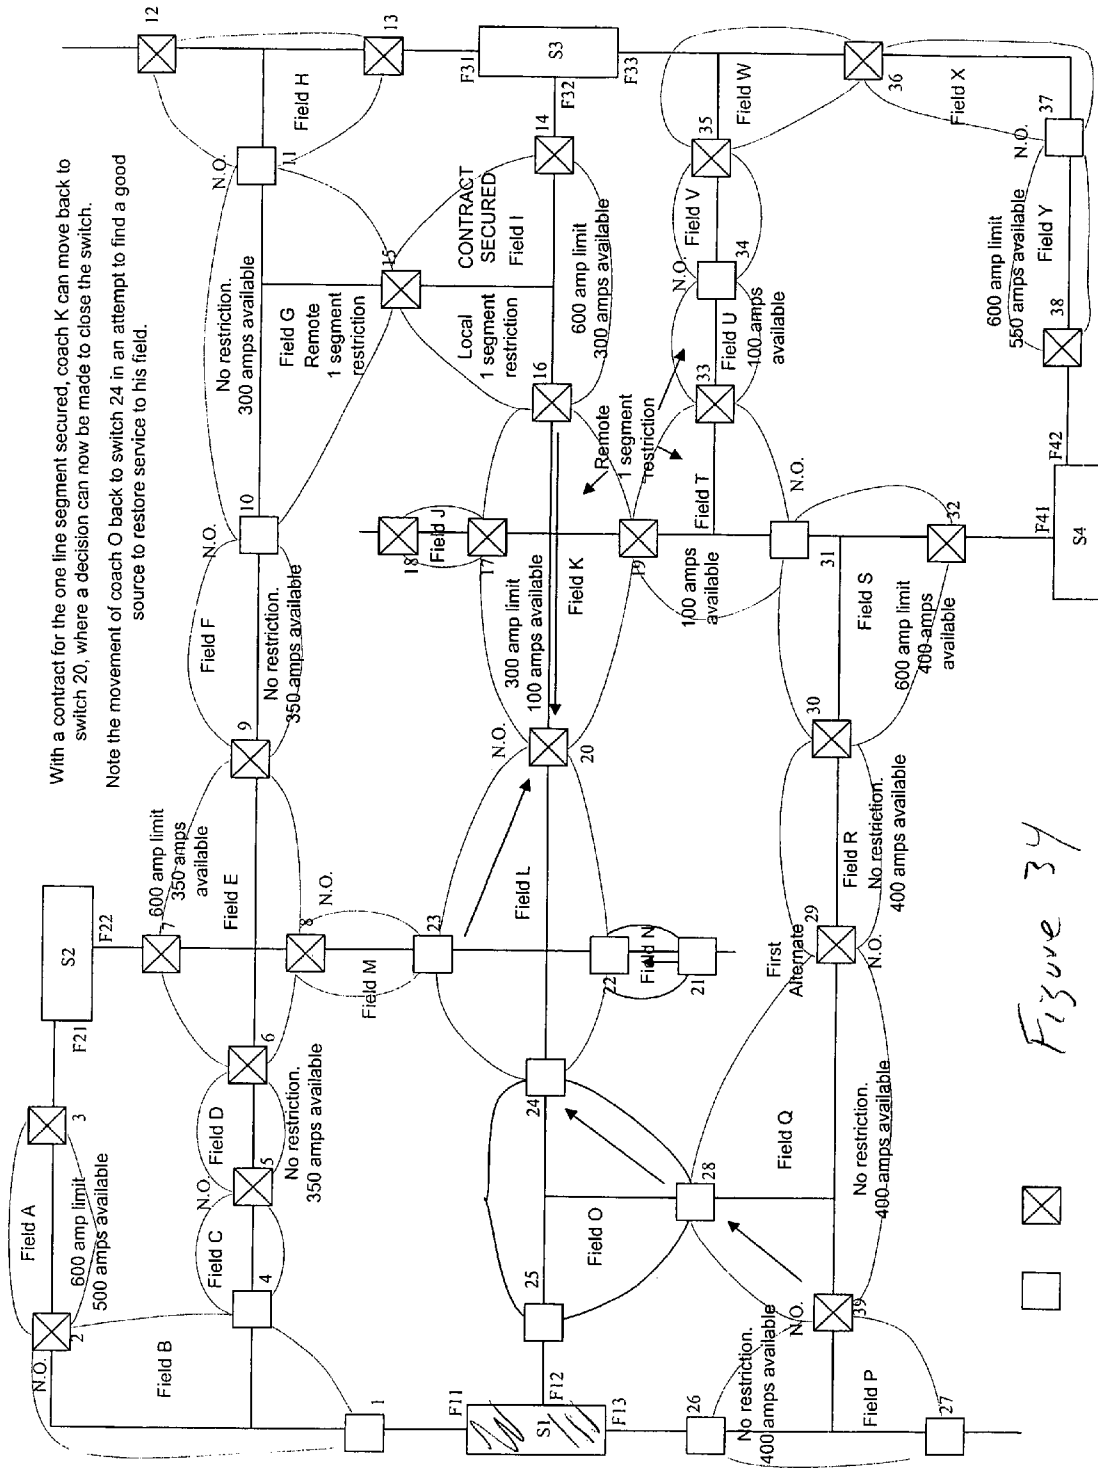 With a contract for the one line segment secured, coach K can move back to
switch 20, where a decision can now be made to close the switch.
Note the movement of coach O back to switch 24 in an attempt to find a good
source to restore service to his field.
12
13
F31
S3
F32
F33
Field H
N.O.
11
14
CONTRACT
SECURED
Field I
15
No restriction.
300 amps available
Field G
Remote
1 segment
restriction
Local
1 segment
restriction
600 amp limit
300 amps available
16
35
Field W
36
Field X
37
N.O.
Field V
N.O.
34
Field U
100 amps
available
33
600 amp limit
550 amps available
Field Y
38
Remote
1 segment
restriction
Field T
N.O.
10
N.O.
Field F
No restriction.
350 amps available
9
18
Field J
17
Field K
19
100 amps
available
300 amp limit
100 amps available
N.O.
20
31
32
F41
F42
S4
Field S
600 amp limit
400 amps
available
30
S2
F22
F21
600 amp limit
350 amps
available
7
Field E
8
N.O.
Field M
23
Field L
22
Field N
21
First
Alternate
29
N.O.
Field R
No restriction.
400 amps available
3
Field A
600 amp limit
500 amps available
2
N.O.
6
Field D
No restriction.
350 amps available
5
N.O.
Field C
4
Field B
1
24
28
Field O
25
Field Q
No restriction.
400 amps available
39
N.O.
F11
S1
F12
F13
26
No restriction.
400 amps available
Field P
27
Figure 34